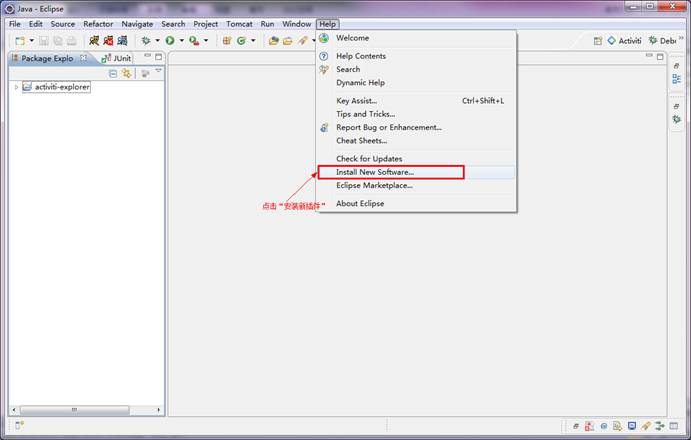 Java - Eclipse
File Edit Source Refactor Navigate Search Project Tomcat Run Window Help
Package Explo JUnit
activiti-explorer
Welcome
Help Contents
Search
Dynamic Help
Key Assist... Ctrl+Shift+L
Tips and Tricks...
Report Bug or Enhancement...
Cheat Sheets...
Check for Updates
Install New Software...
Eclipse Marketplace...
About Eclipse
点击“安装新插件”
Activiti Debu